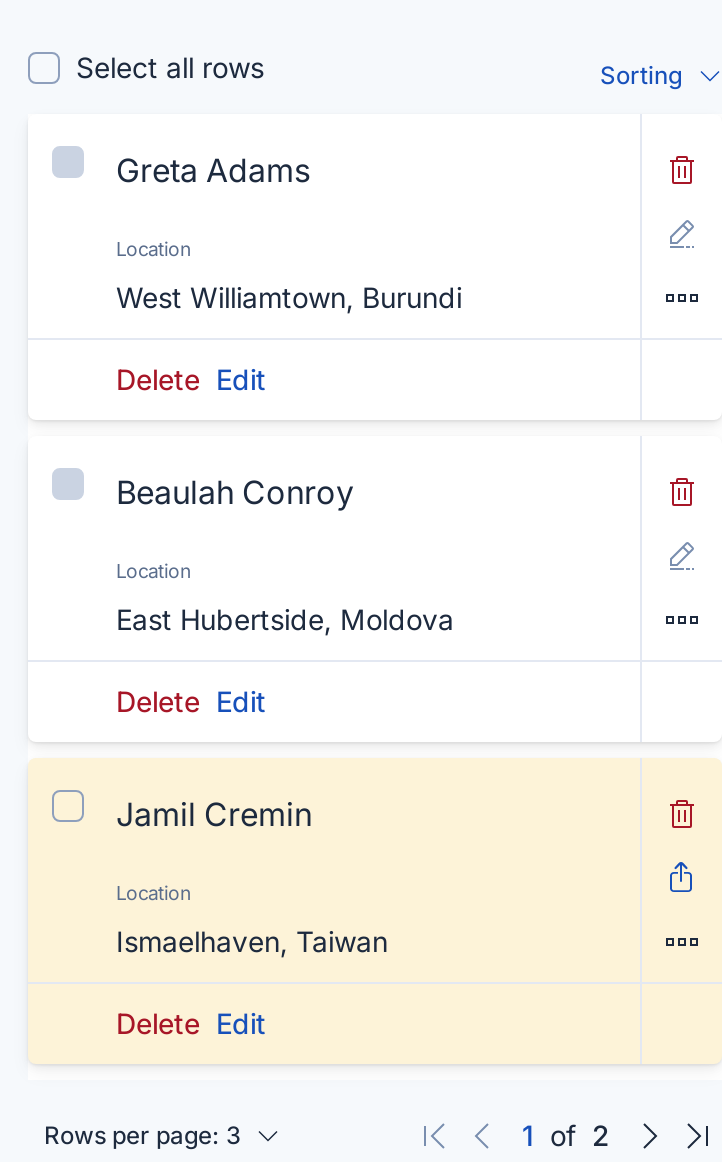 Select all rows
Sorting
Greta Adams
Location
West Williamtown, Burundi
Delete Edit
Beaulah Conroy
Location
East Hubertside, Moldova
Delete Edit
Jamil Cremin
Location
Ismaelhaven, Taiwan
Delete Edit
Rows per page: 3 1 of 2